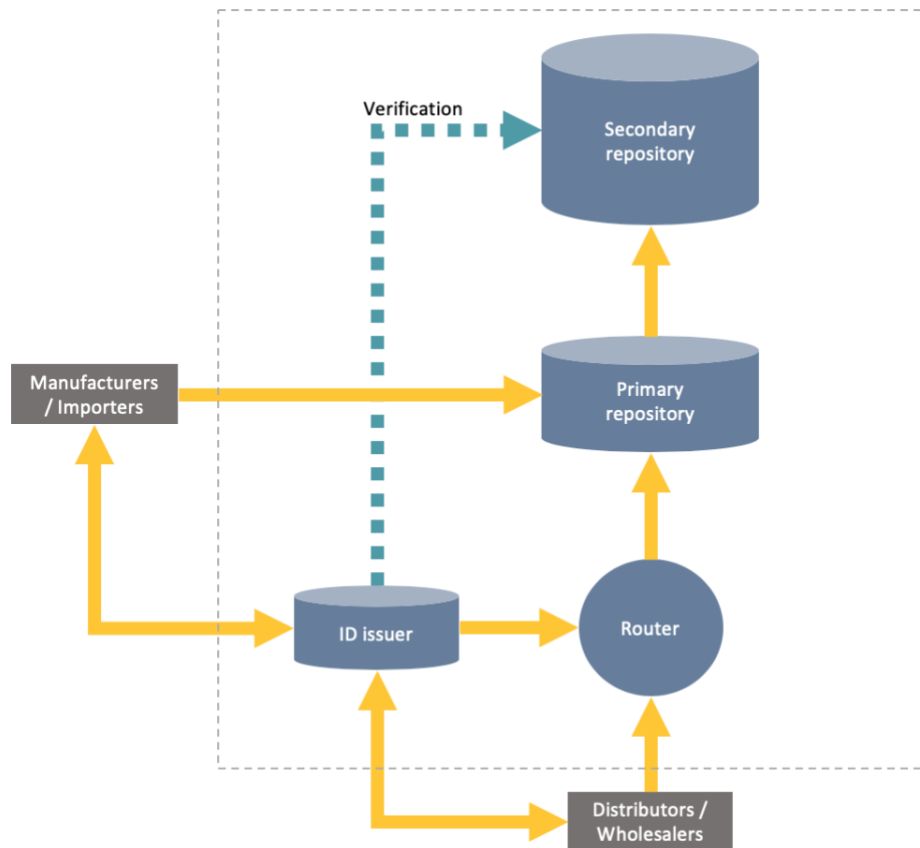 Secondary
repository
Verification
Manufacturers
/ Importers
Primary
repository
ID issuer
Router
Distributors /
Wholesalers